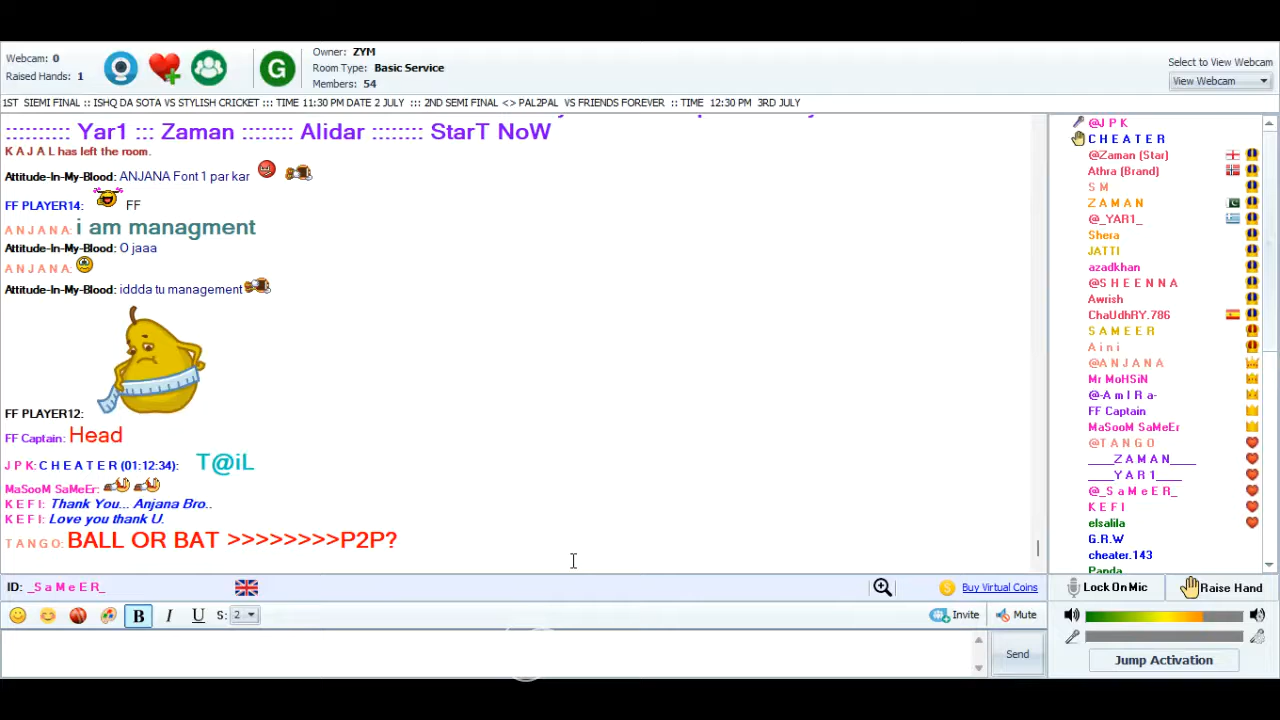 Webcam: 0
Raised Hands: 1
G
Owner: ZYM
Room Type: Basic Service
Members: 54
Select to View Webcam
View Webcam
1ST SIEMI FINAL :: ISHQ DA SOTA VS STYLISH CRICKET ::: TIME 11:30 PM DATE 2 JULY ::: 2ND SEMI FINAL <> PAL2PAL VS FRIENDS FOREVER :: TIME 12:30 PM 3RD JULY
::::::::: Yar1 ::: Zaman :::::::: Alidar :::::::: StarT NoW
K A J A L has left the room.
Attitude-In-My-Blood: ANJANA Font 1 par kar
FF PLAYER14: FF
A N J A N A: i am managment
Attitude-In-My-Blood: O jaaa
A N J A N A:
Attitude-In-My-Blood: iddda tu management
FF PLAYER12:
FF Captain: Head
J P K: C H E A T E R (01:12:34): T@iL
MaSooM SaMeEr:
K E F I: Thank You... Anjana Bro..
K E F I: Love you thank U.
T A N G O: BALL OR BAT >>>>>>>>P2P?
@J P K
C H E A T E R
@Zaman (Star)
Athra (Brand)
S M
Z A M A N
@_YAR1_
Shera
JATTI
azadkhan
@S H E E N N A
Awrish
ChaUdhRY.786
S A M E E R
A i n i
@A N J A N A
Mr MoHSiN
@-A m I R a-
FF Captain
MaSooM SaMeEr
@T A N G O
____Z A M A N____
____Y A R 1____
@_S a M e E R_
K E F I
elsalila
G.R.W
cheater.143
Panda
ID: _S a M e E R_
Buy Virtual Coins
Lock On Mic
Raise Hand
B I U S: 2
Invite
Mute
Send
Jump Activation